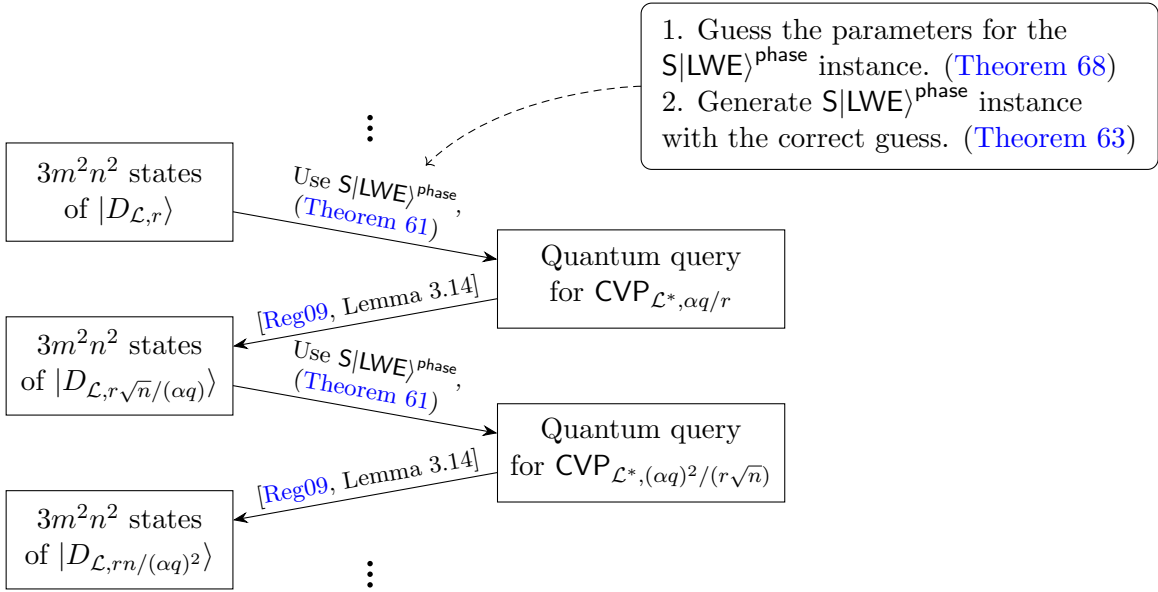 1. Guess the parameters for the
S|LWE⟩^phase instance. (Theorem 68)
2. Generate S|LWE⟩^phase instance
with the correct guess. (Theorem 63)
3m²n² states
of |D_{ℒ,r}⟩
Use S|LWE⟩^phase,
(Theorem 61)
Quantum query
for CVP_{ℒ*,αq/r}
[Reg09, Lemma 3.14]
3m²n² states
of |D_{ℒ,r√n/(αq)}⟩
Use S|LWE⟩^phase,
(Theorem 61)
Quantum query
for CVP_{ℒ*,(αq)²/(r√n)}
[Reg09, Lemma 3.14]
3m²n² states
of |D_{ℒ,rn/(αq)²}⟩